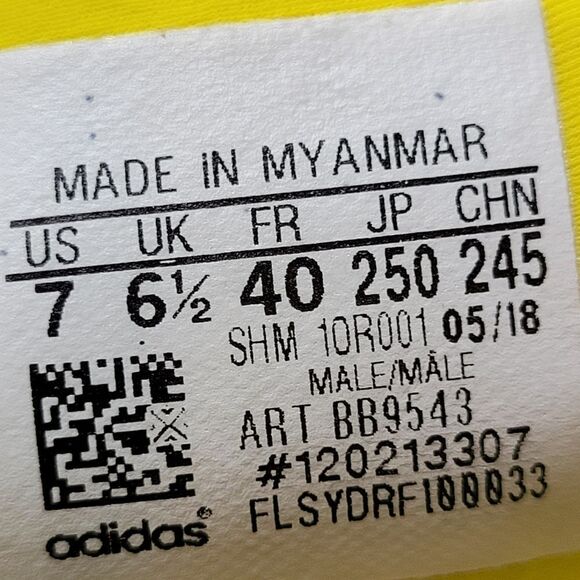 MADE IN MYANMAR
US UK FR JP CHN
7 6½ 40 250 245
SHM 10R001 05/18
MALE/MÂLE
ART BB9543
#120213307
FLSYDRFI00033
adidas®